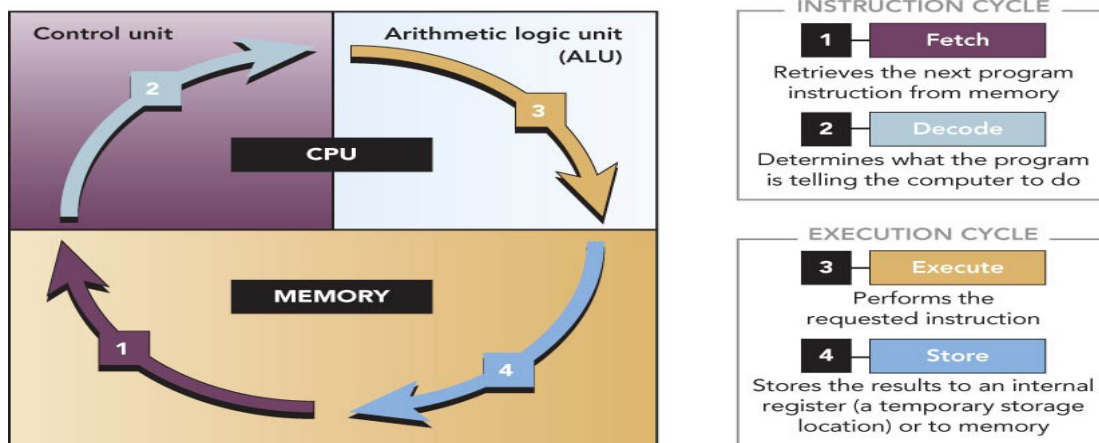 Control unit
Arithmetic logic unit
(ALU)
2
3
CPU
MEMORY
1
4
INSTRUCTION CYCLE
1 Fetch
Retrieves the next program
instruction from memory
2 Decode
Determines what the program
is telling the computer to do
EXECUTION CYCLE
3 Execute
Performs the
requested instruction
4 Store
Stores the results to an internal
register (a temporary storage
location) or to memory